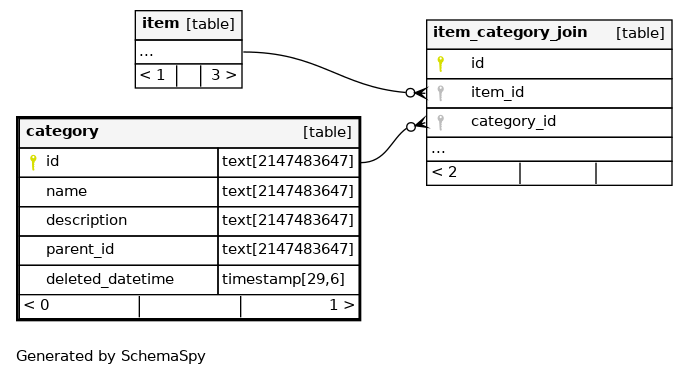 item [table]
...
< 1 3 >
item_category_join [table]
id
item_id
category_id
...
< 2
category [table]
id text[2147483647]
name text[2147483647]
description text[2147483647]
parent_id text[2147483647]
deleted_datetime timestamp[29,6]
< 0 1 >
Generated by SchemaSpy